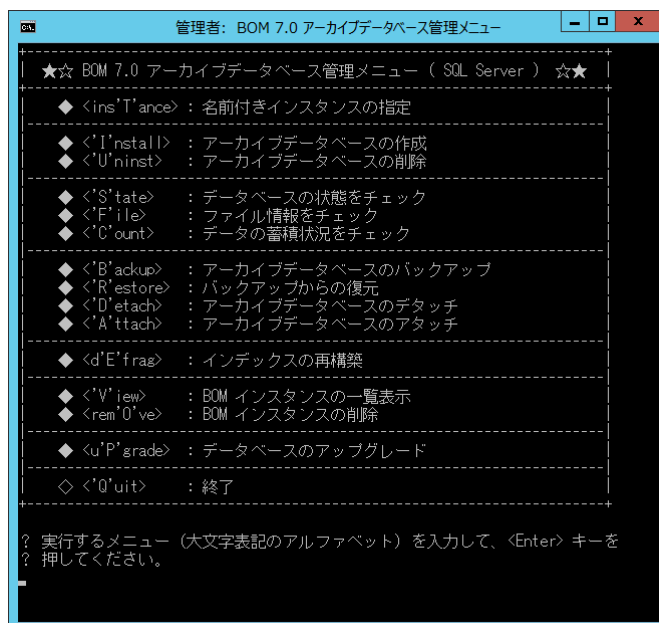 管理者: BOM 7.0 アーカイブデータベース管理メニュー
★☆ BOM 7.0 アーカイブデータベース管理メニュー ( SQL Server ) ☆★
◆ <ins'T'ance> : 名前付きインスタンスの指定
◆ <'I'nstall> : アーカイブデータベースの作成
◆ <'U'ninst> : アーカイブデータベースの削除
◆ <'S'tate> : データベースの状態をチェック
◆ <'F'ile> : ファイル情報をチェック
◆ <'C'ount> : データの蓄積状況をチェック
◆ <'B'ackup> : アーカイブデータベースのバックアップ
◆ <'R'estore> : バックアップからの復元
◆ <'D'etach> : アーカイブデータベースのデタッチ
◆ <'A'ttach> : アーカイブデータベースのアタッチ
◆ <d'E'frag> : インデックスの再構築
◆ <'V'iew> : BOM インスタンスの一覧表示
◆ <rem'O've> : BOM インスタンスの削除
◆ <u'P'grade> : データベースのアップグレード
◇ <'Q'uit> : 終了
? 実行するメニュー (大文字表記のアルファベット) を入力して、<Enter> キーを
? 押してください。